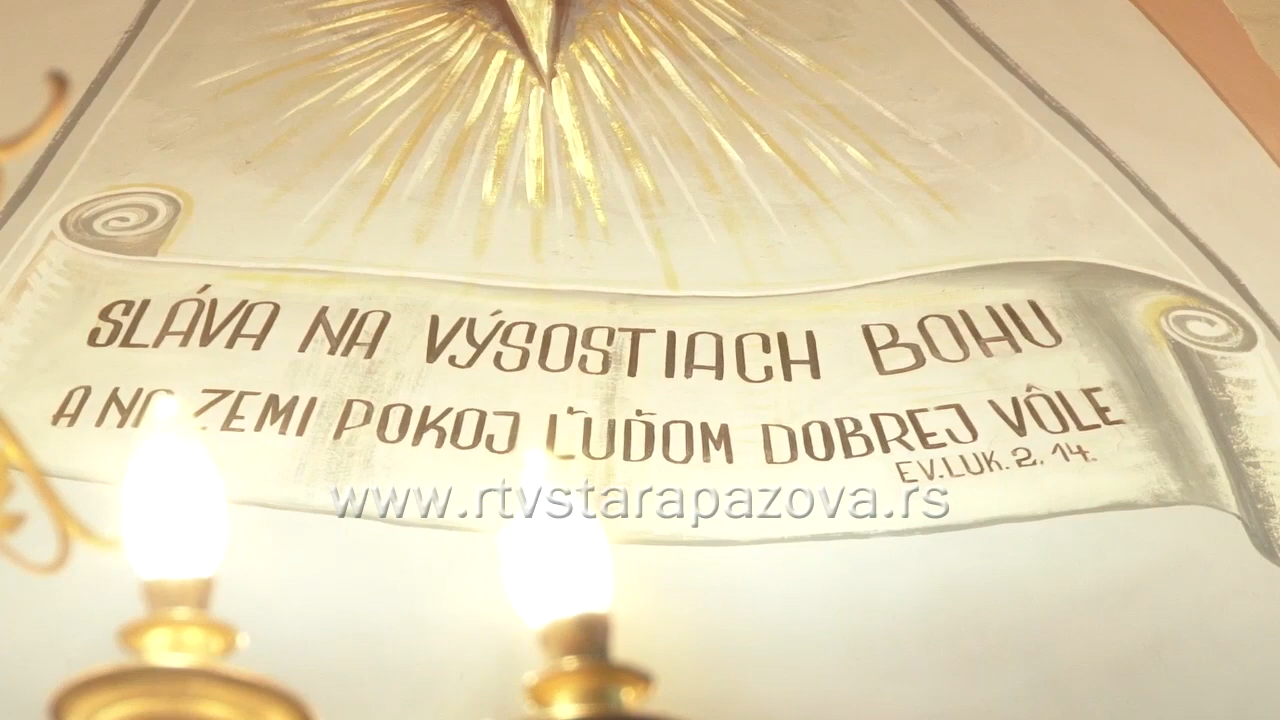 SLÁVA NA VÝSOSTIACH BOHU
A NA ZEMI POKOJ ĽUĎOM DOBREJ VÔLE
EV.LUK. 2. 14.
www.rtvstarapazova.rs